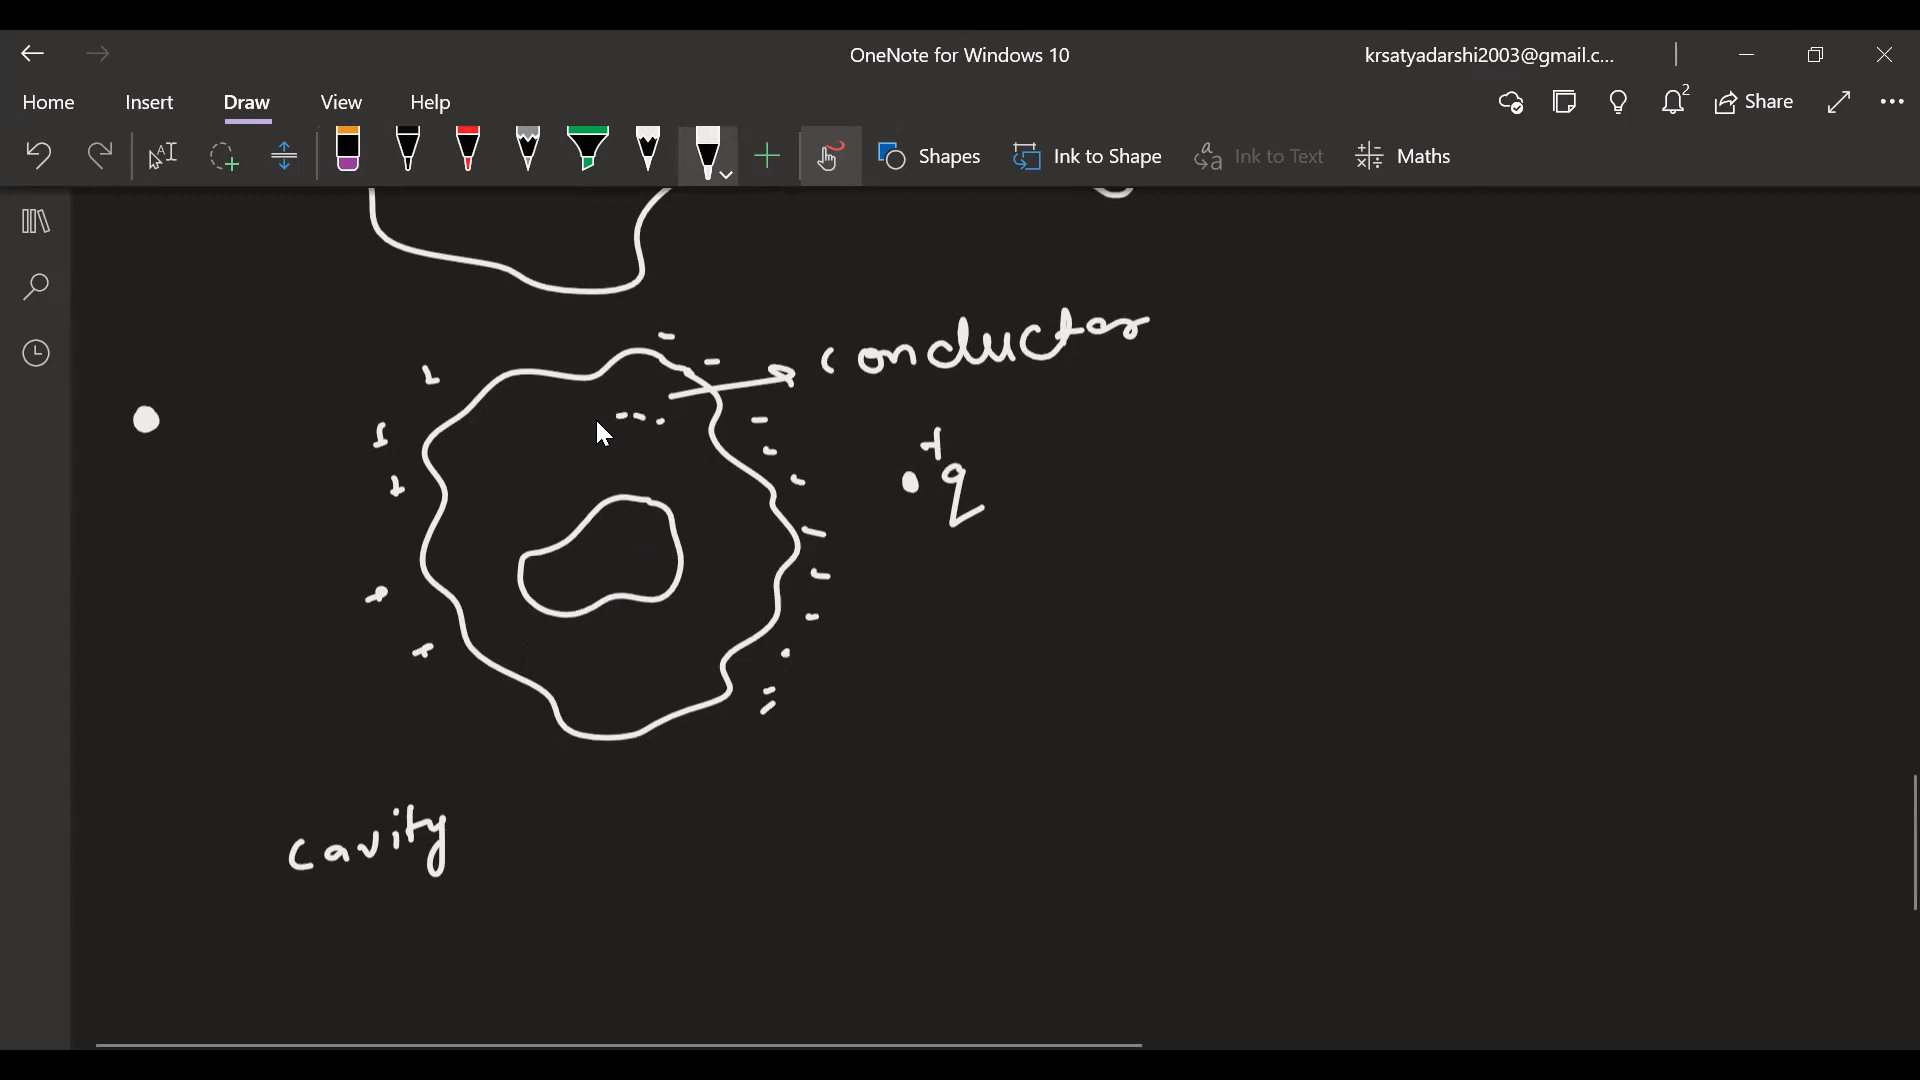 OneNote for Windows 10
krsatyadarshi2003@gmail.c...
Home Insert Draw View Help
2 Share
Shapes Ink to Shape Ink to Text Maths
conductor
+q
cavity